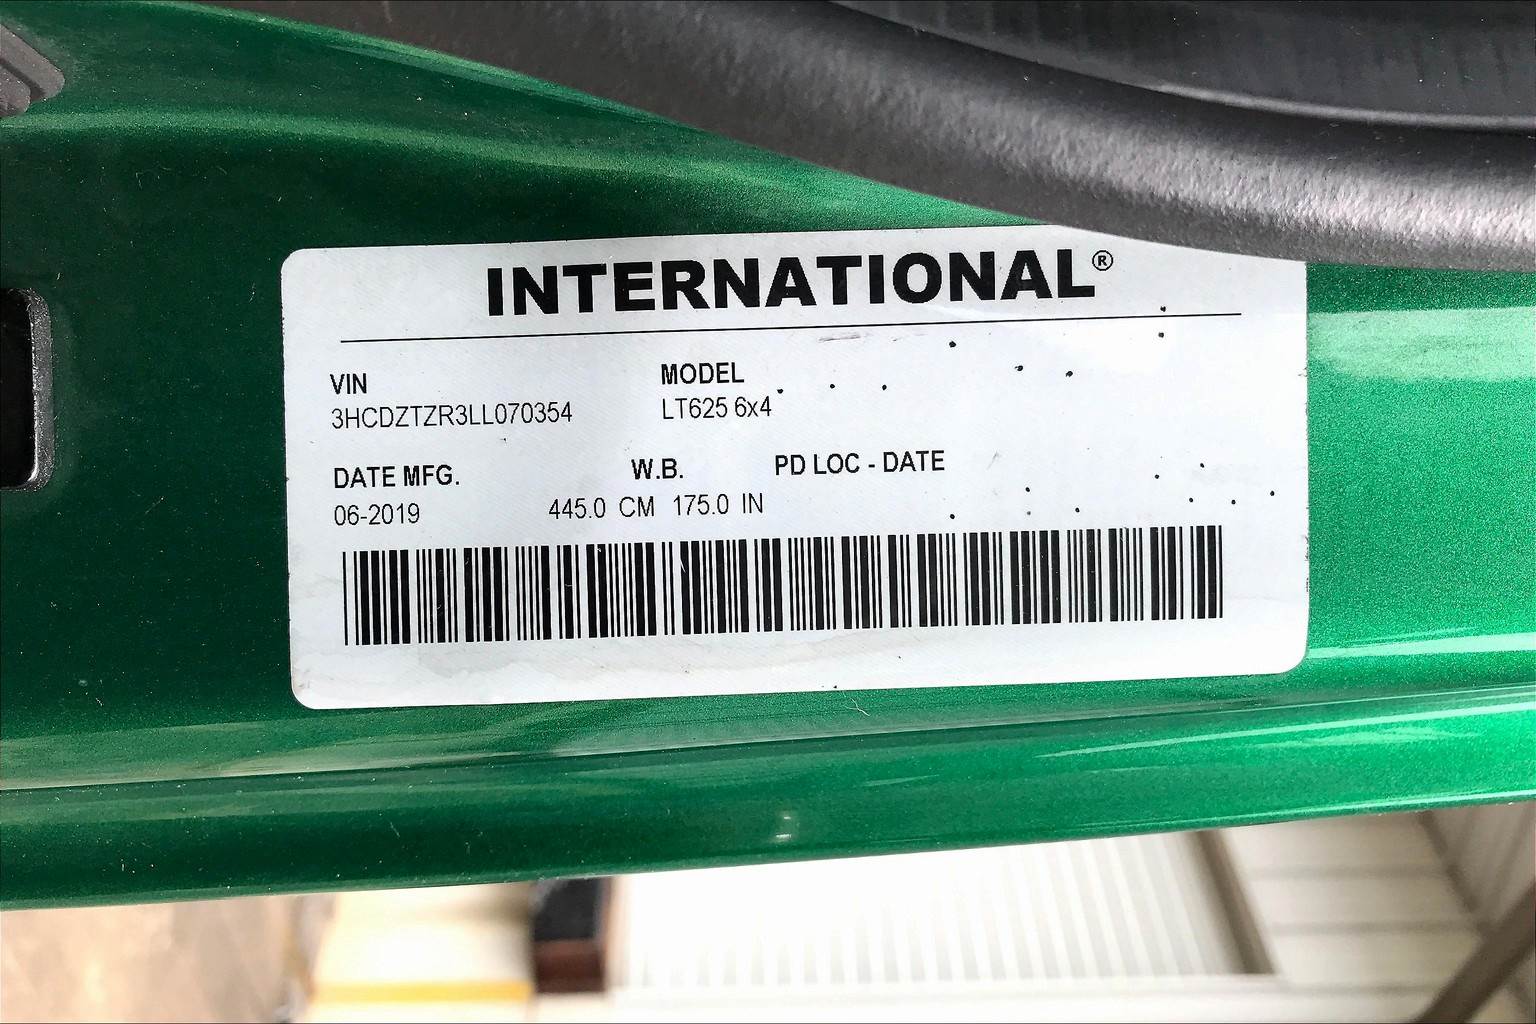 INTERNATIONAL®
VIN MODEL
3HCDZTZR3LL070354 LT625 6x4
DATE MFG. W.B. PD LOC - DATE
06-2019 445.0 CM 175.0 IN